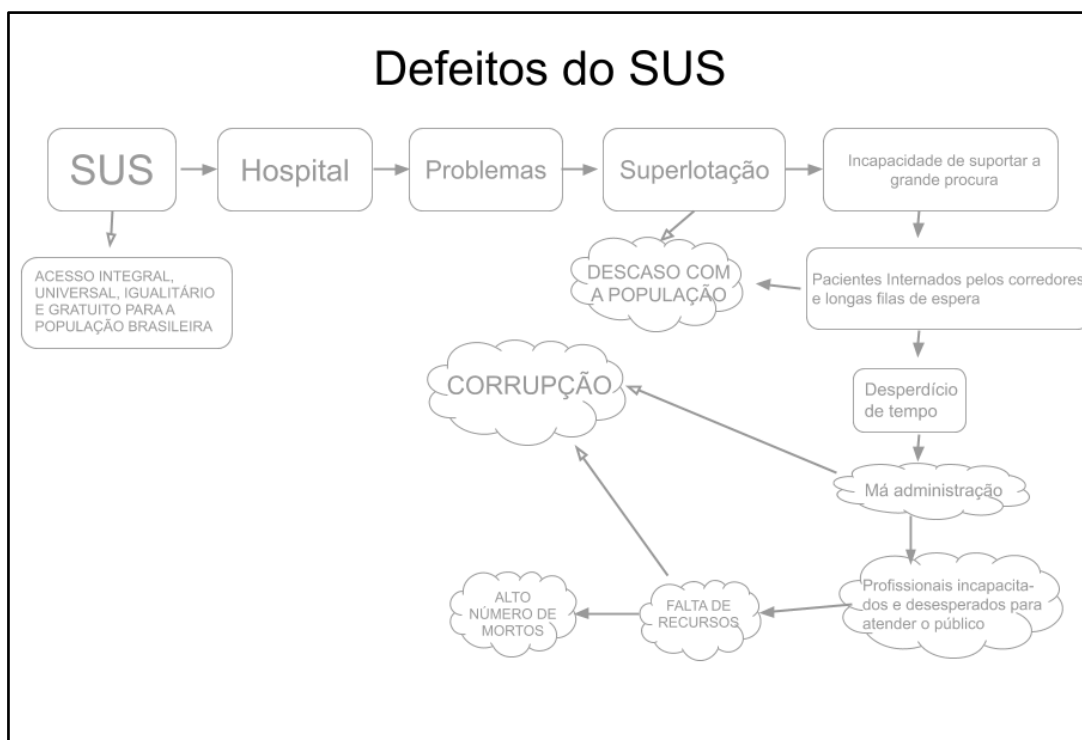 Defeitos do SUS
SUS
Hospital
Problemas
Superlotação
Incapacidade de suportar a
grande procura
ACESSO INTEGRAL,
UNIVERSAL, IGUALITÁRIO
E GRATUITO PARA A
POPULAÇÃO BRASILEIRA
DESCASO COM
A POPULAÇÃO
Pacientes Internados pelos corredores
e longas filas de espera
CORRUPÇÃO
Desperdício
de tempo
Má administração
Profissionais incapacita-
dos e desesperados para
atender o público
FALTA DE
RECURSOS
ALTO
NÚMERO DE
MORTOS